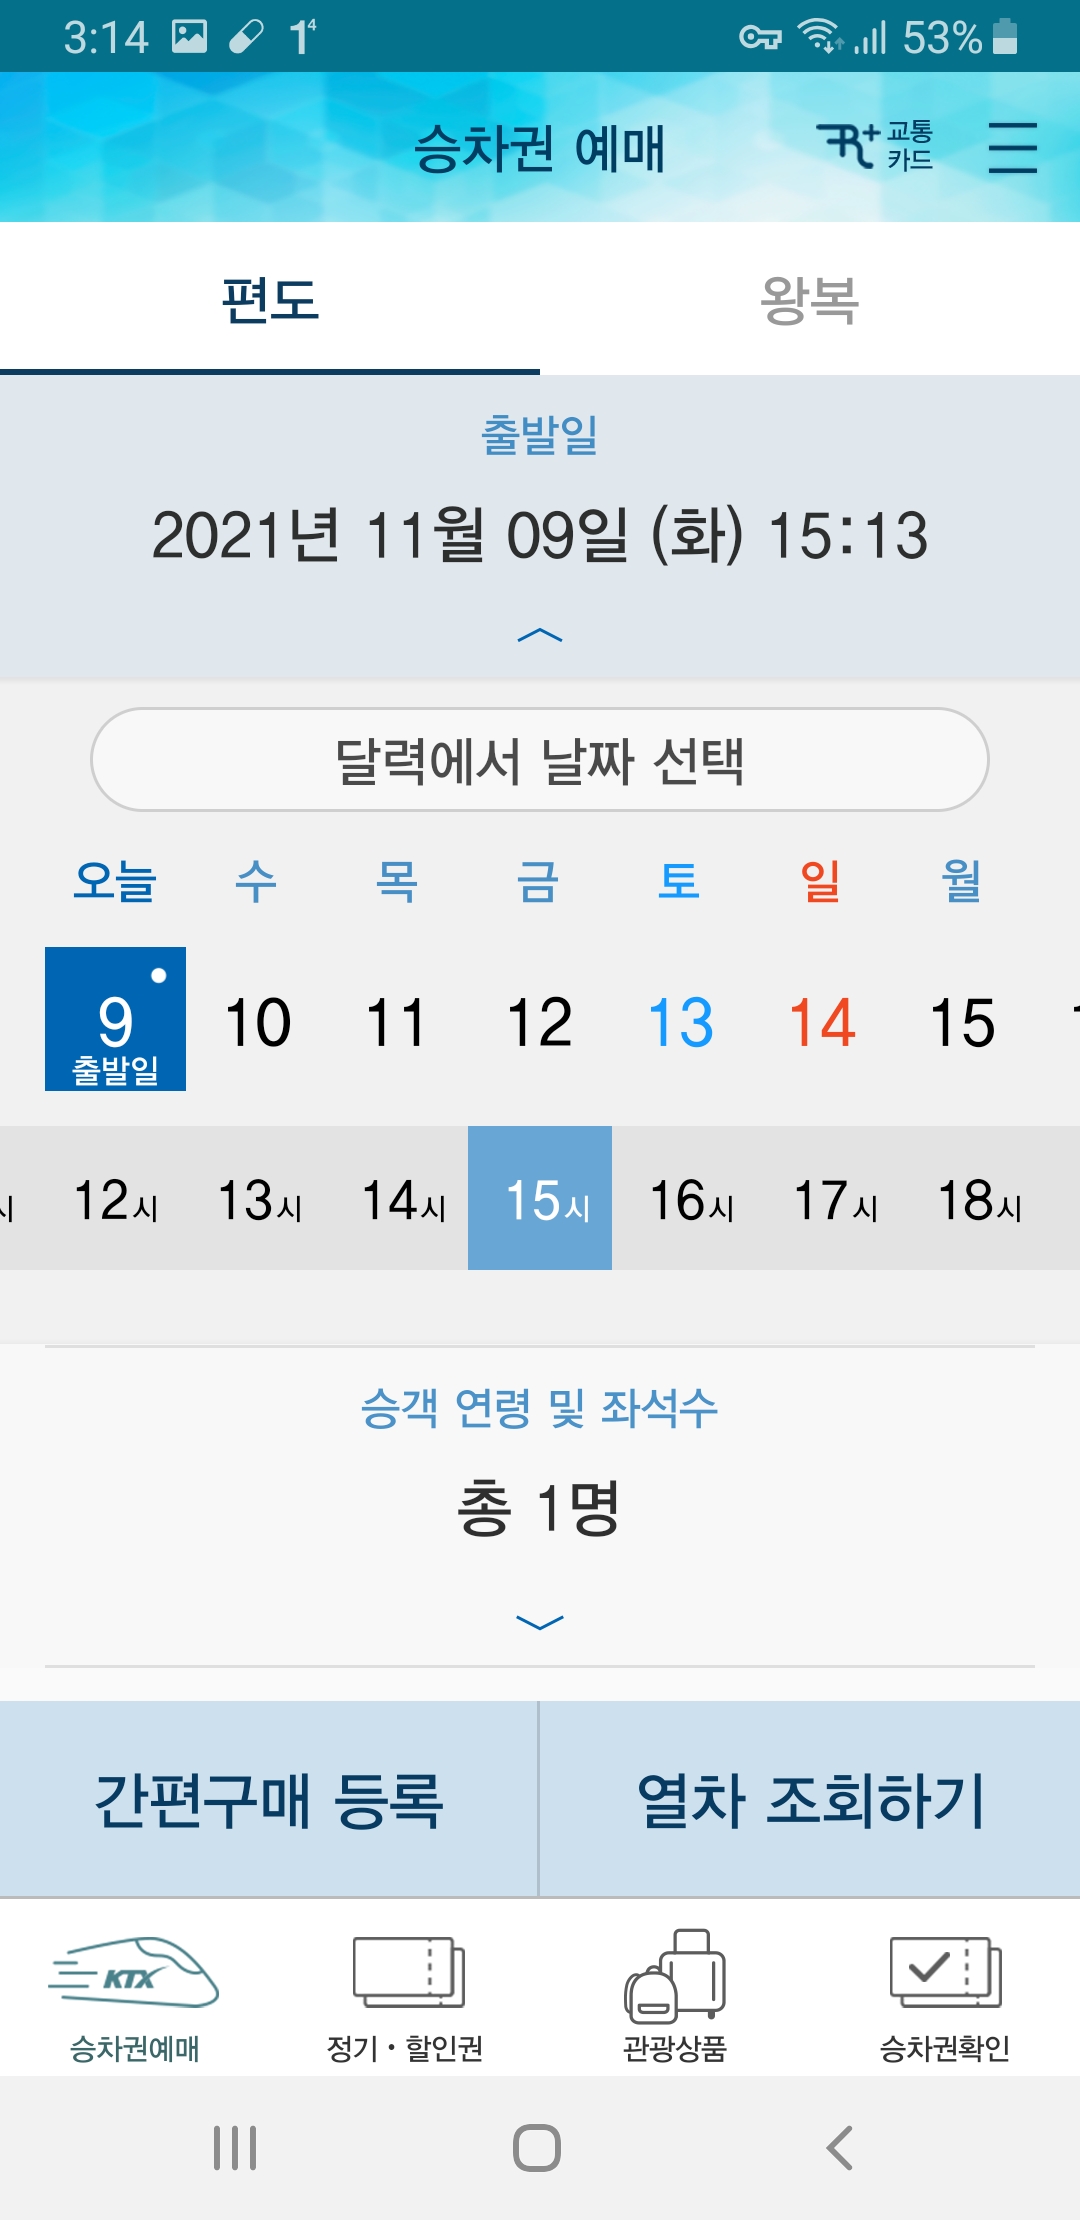 3:14 1⁴ 53%
승차권 예매
교통
카드
편도 왕복
출발일
2021년 11월 09일 (화) 15:13
달력에서 날짜 선택
오늘 수 목 금 토 일 월
9 10 11 12 13 14 15
출발일
12시 13시 14시 15시 16시 17시 18시
승객 연령 및 좌석수
총 1명
간편구매 등록 열차 조회하기
KTX
승차권예매 정기·할인권 관광상품 승차권확인